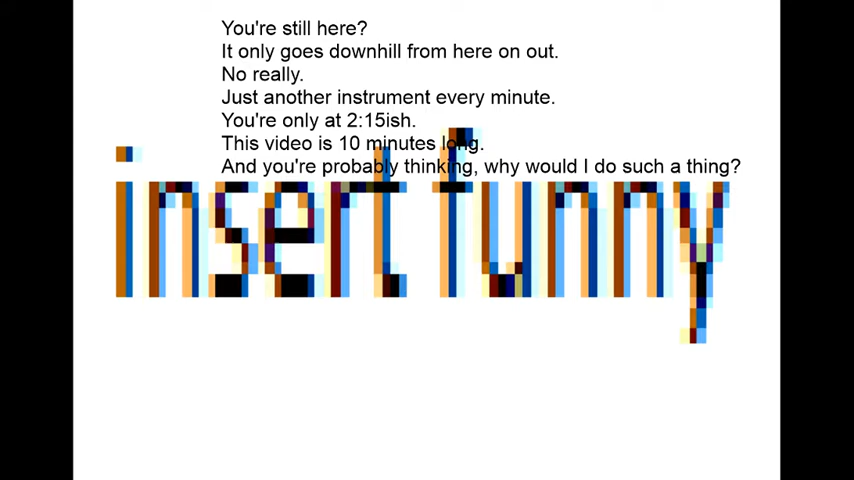 You're still here?
It only goes downhill from here on out.
No really.
Just another instrument every minute.
You're only at 2:15ish.
This video is 10 minutes long.
And you're probably thinking, why would I do such a thing?
insert funny